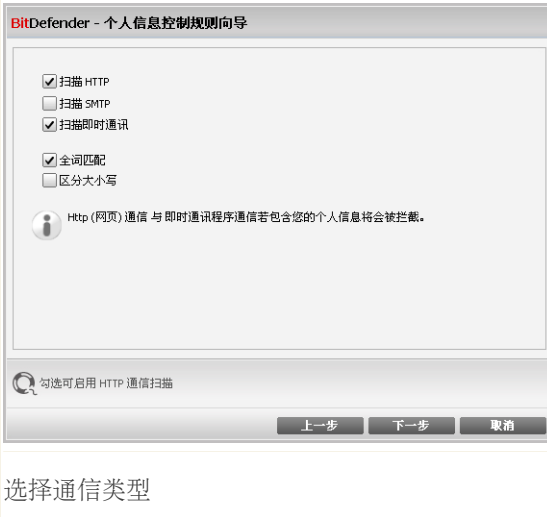 BitDefender - 个人信息控制规则向导
扫描 HTTP
扫描 SMTP
扫描即时通讯
全词匹配
区分大小写
Http (网页) 通信 与 即时通讯程序通信若包含您的个人信息将会被拦截。
勾选可启用 HTTP 通信扫描
上一步 下一步 取消
选择通信类型